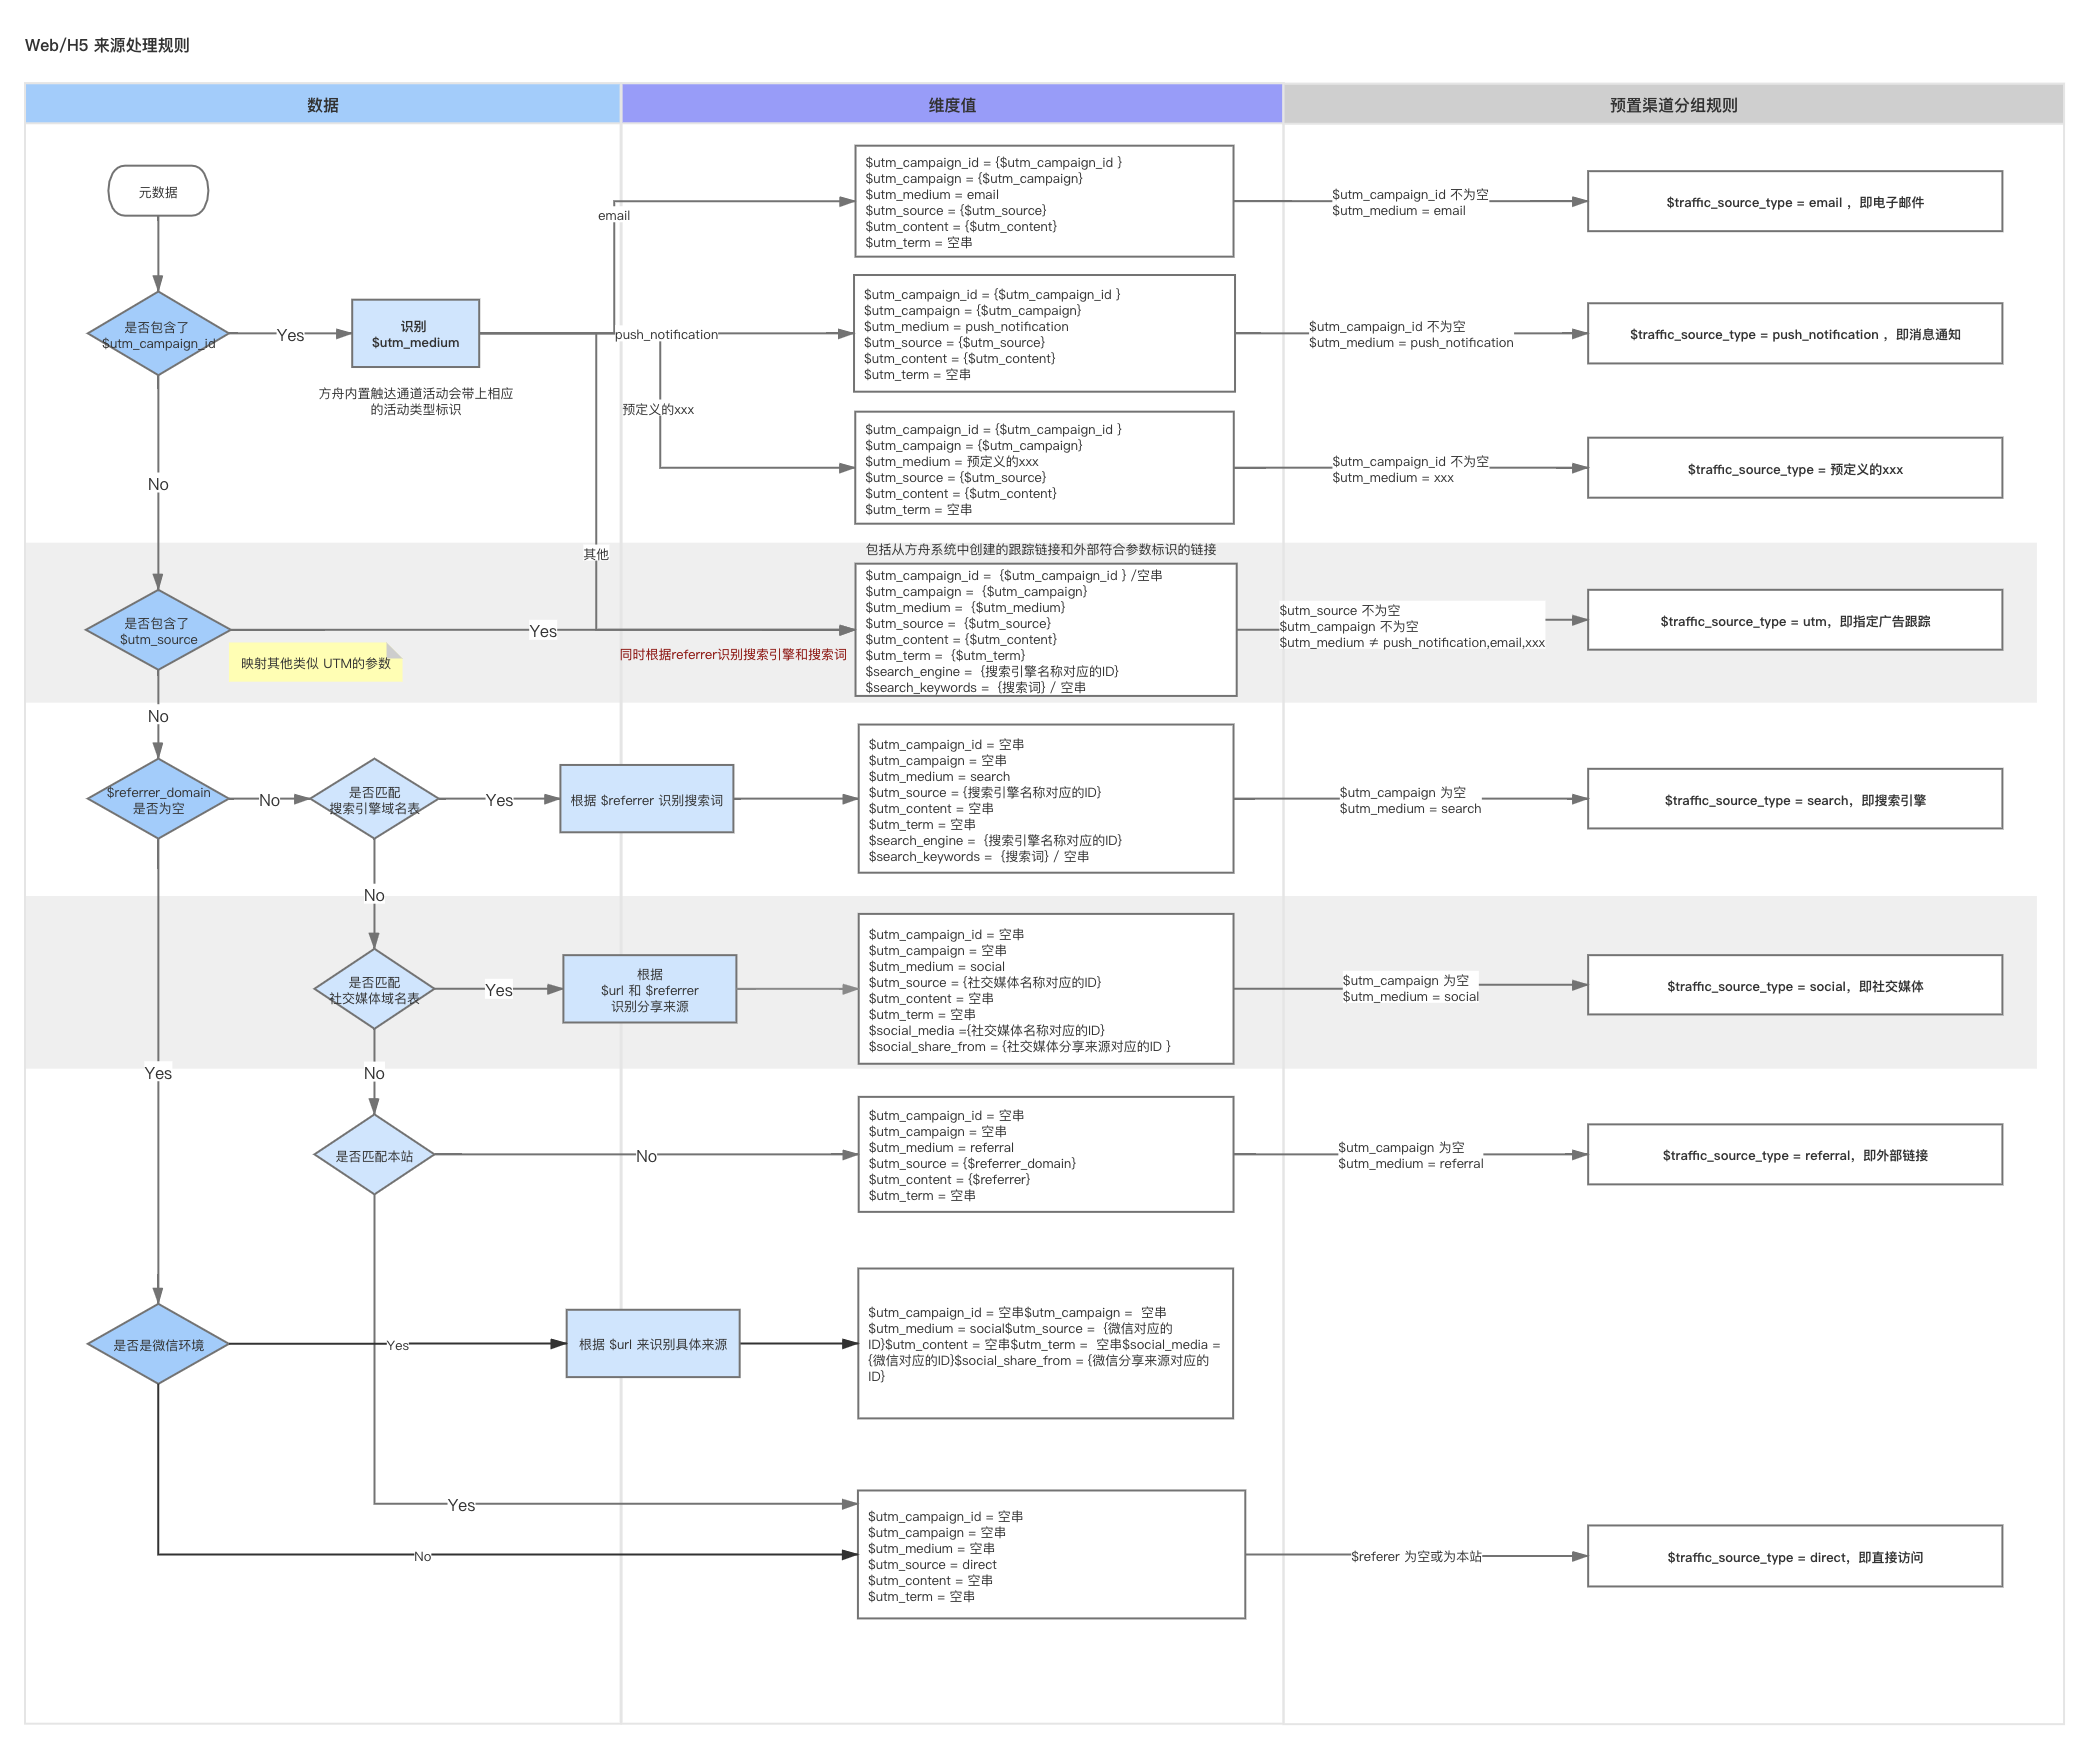 Web/H5 来源处理规则
数据
维度值
预置渠道分组规则
元数据
email
$utm_campaign_id = {$utm_campaign_id }
$utm_campaign = {$utm_campaign}
$utm_medium = email
$utm_source = {$utm_source}
$utm_content = {$utm_content}
$utm_term = 空串
$utm_campaign_id 不为空
$utm_medium = email
$traffic_source_type = email ，即电子邮件
是否包含了
$utm_campaign_id
Yes
识别
$utm_medium
方舟内置触达通道活动会带上相应
的活动类型标识
push_notification
$utm_campaign_id = {$utm_campaign_id }
$utm_campaign = {$utm_campaign}
$utm_medium = push_notification
$utm_source = {$utm_source}
$utm_content = {$utm_content}
$utm_term = 空串
$utm_campaign_id 不为空
$utm_medium = push_notification
$traffic_source_type = push_notification ，即消息通知
预定义的xxx
$utm_campaign_id = {$utm_campaign_id }
$utm_campaign = {$utm_campaign}
$utm_medium = 预定义的xxx
$utm_source = {$utm_source}
$utm_content = {$utm_content}
$utm_term = 空串
$utm_campaign_id 不为空
$utm_medium = xxx
$traffic_source_type = 预定义的xxx
No
其他
包括从方舟系统中创建的跟踪链接和外部符合参数标识的链接
是否包含了
$utm_source
Yes
映射其他类似 UTM的参数
同时根据referrer识别搜索引擎和搜索词
$utm_campaign_id =  {$utm_campaign_id } /空串
$utm_campaign =  {$utm_campaign}
$utm_medium =  {$utm_medium}
$utm_source =  {$utm_source}
$utm_content = {$utm_content}
$utm_term =  {$utm_term}
$search_engine =  {搜索引擎名称对应的ID}
$search_keywords =  {搜索词} / 空串
$utm_source 不为空
$utm_campaign 不为空
$utm_medium ≠ push_notification,email,xxx
$traffic_source_type = utm，即指定广告跟踪
No
$referrer_domain
是否为空
No
是否匹配
搜索引擎域名表
Yes
根据 $referrer 识别搜索词
$utm_campaign_id = 空串
$utm_campaign = 空串
$utm_medium = search
$utm_source = {搜索引擎名称对应的ID}
$utm_content = 空串
$utm_term = 空串
$search_engine =  {搜索引擎名称对应的ID}
$search_keywords =  {搜索词} / 空串
$utm_campaign 为空
$utm_medium = search
$traffic_source_type = search，即搜索引擎
No
是否匹配
社交媒体域名表
Yes
根据
$url 和 $referrer
识别分享来源
$utm_campaign_id = 空串
$utm_campaign = 空串
$utm_medium = social
$utm_source = {社交媒体名称对应的ID}
$utm_content = 空串
$utm_term = 空串
$social_media ={社交媒体名称对应的ID}
$social_share_from = {社交媒体分享来源对应的ID }
$utm_campaign 为空
$utm_medium = social
$traffic_source_type = social，即社交媒体
Yes
No
是否匹配本站
No
$utm_campaign_id = 空串
$utm_campaign = 空串
$utm_medium = referral
$utm_source = {$referrer_domain}
$utm_content = {$referrer}
$utm_term = 空串
$utm_campaign 为空
$utm_medium = referral
$traffic_source_type = referral，即外部链接
是否是微信环境
Yes
根据 $url 来识别具体来源
$utm_campaign_id = 空串$utm_campaign =  空串
$utm_medium = social$utm_source =  {微信对应的
ID}$utm_content = 空串$utm_term =  空串$social_media =
{微信对应的ID}$social_share_from = {微信分享来源对应的
ID}
Yes
No
$utm_campaign_id = 空串
$utm_campaign = 空串
$utm_medium = 空串
$utm_source = direct
$utm_content = 空串
$utm_term = 空串
$referer 为空或为本站
$traffic_source_type = direct，即直接访问